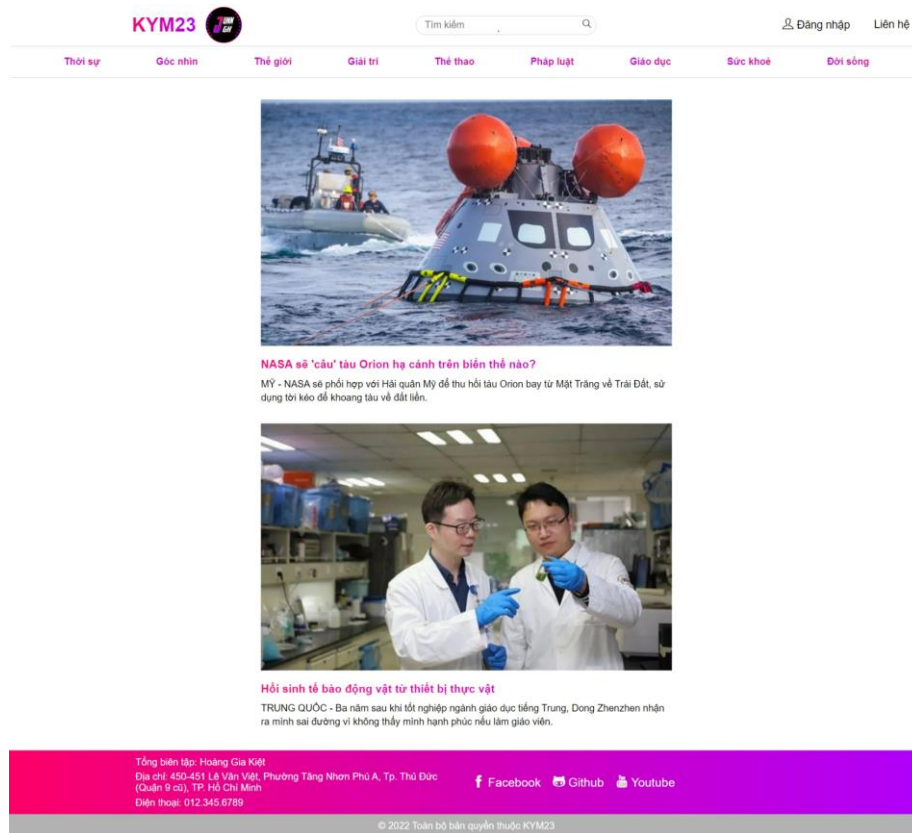 KYM23
JUNN
GH
Tìm kiếm
Đăng nhập
Liên hệ
Thời sự
Góc nhìn
Thế giới
Giải trí
Thể thao
Pháp luật
Giáo dục
Sức khoẻ
Đời sống
NASA sẽ 'câu' tàu Orion hạ cánh trên biển thế nào?
MỸ - NASA sẽ phối hợp với Hải quân Mỹ để thu hồi tàu Orion bay từ Mặt Trăng về Trái Đất, sử
dụng tời kéo để khoang tàu về đất liền.
Hồi sinh tế bào động vật từ thiết bị thực vật
TRUNG QUỐC - Ba năm sau khi tốt nghiệp ngành giáo dục tiếng Trung, Dong Zhenzhen nhận
ra mình sai đường vì không thấy mình hạnh phúc nếu làm giáo viên.
Tổng biên tập: Hoàng Gia Kiệt
Địa chỉ: 450-451 Lê Văn Việt, Phường Tăng Nhơn Phú A, Tp. Thủ Đức
(Quận 9 cũ), TP. Hồ Chí Minh
Điện thoại: 012.345.6789
Facebook
Github
Youtube
© 2022 Toàn bộ bản quyền thuộc KYM23